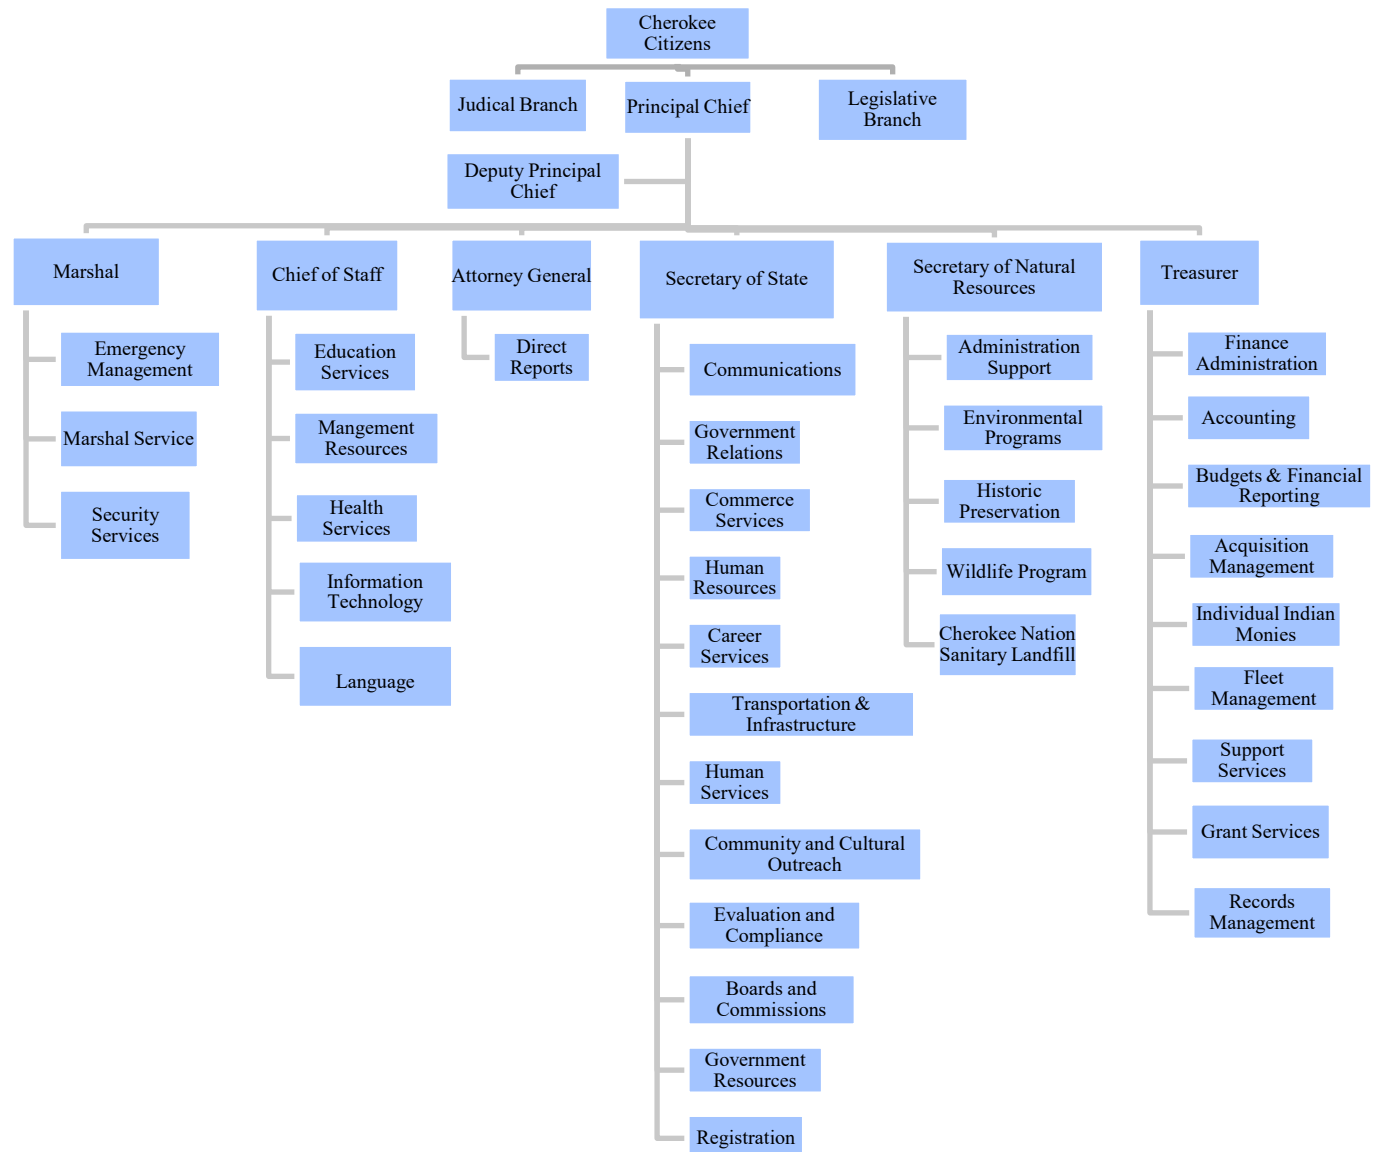 Cherokee
Citizens
Judical Branch
Principal Chief
Legislative
Branch
Deputy Principal
Chief
Marshal
Emergency
Management
Marshal Service
Security
Services
Chief of Staff
Education
Services
Mangement
Resources
Health
Services
Information
Technology
Language
Attorney General
Direct
Reports
Secretary of State
Communications
Government
Relations
Commerce
Services
Human
Resources
Career
Services
Transportation &
Infrastructure
Human
Services
Community and Cultural
Outreach
Evaluation and
Compliance
Boards and
Commissions
Government
Resources
Registration
Secretary of Natural
Resources
Administration
Support
Environmental
Programs
Historic
Preservation
Wildlife Program
Cherokee Nation
Sanitary Landfill
Treasurer
Finance
Administration
Accounting
Budgets & Financial
Reporting
Acquisition
Management
Individual Indian
Monies
Fleet
Management
Support
Services
Grant Services
Records
Management